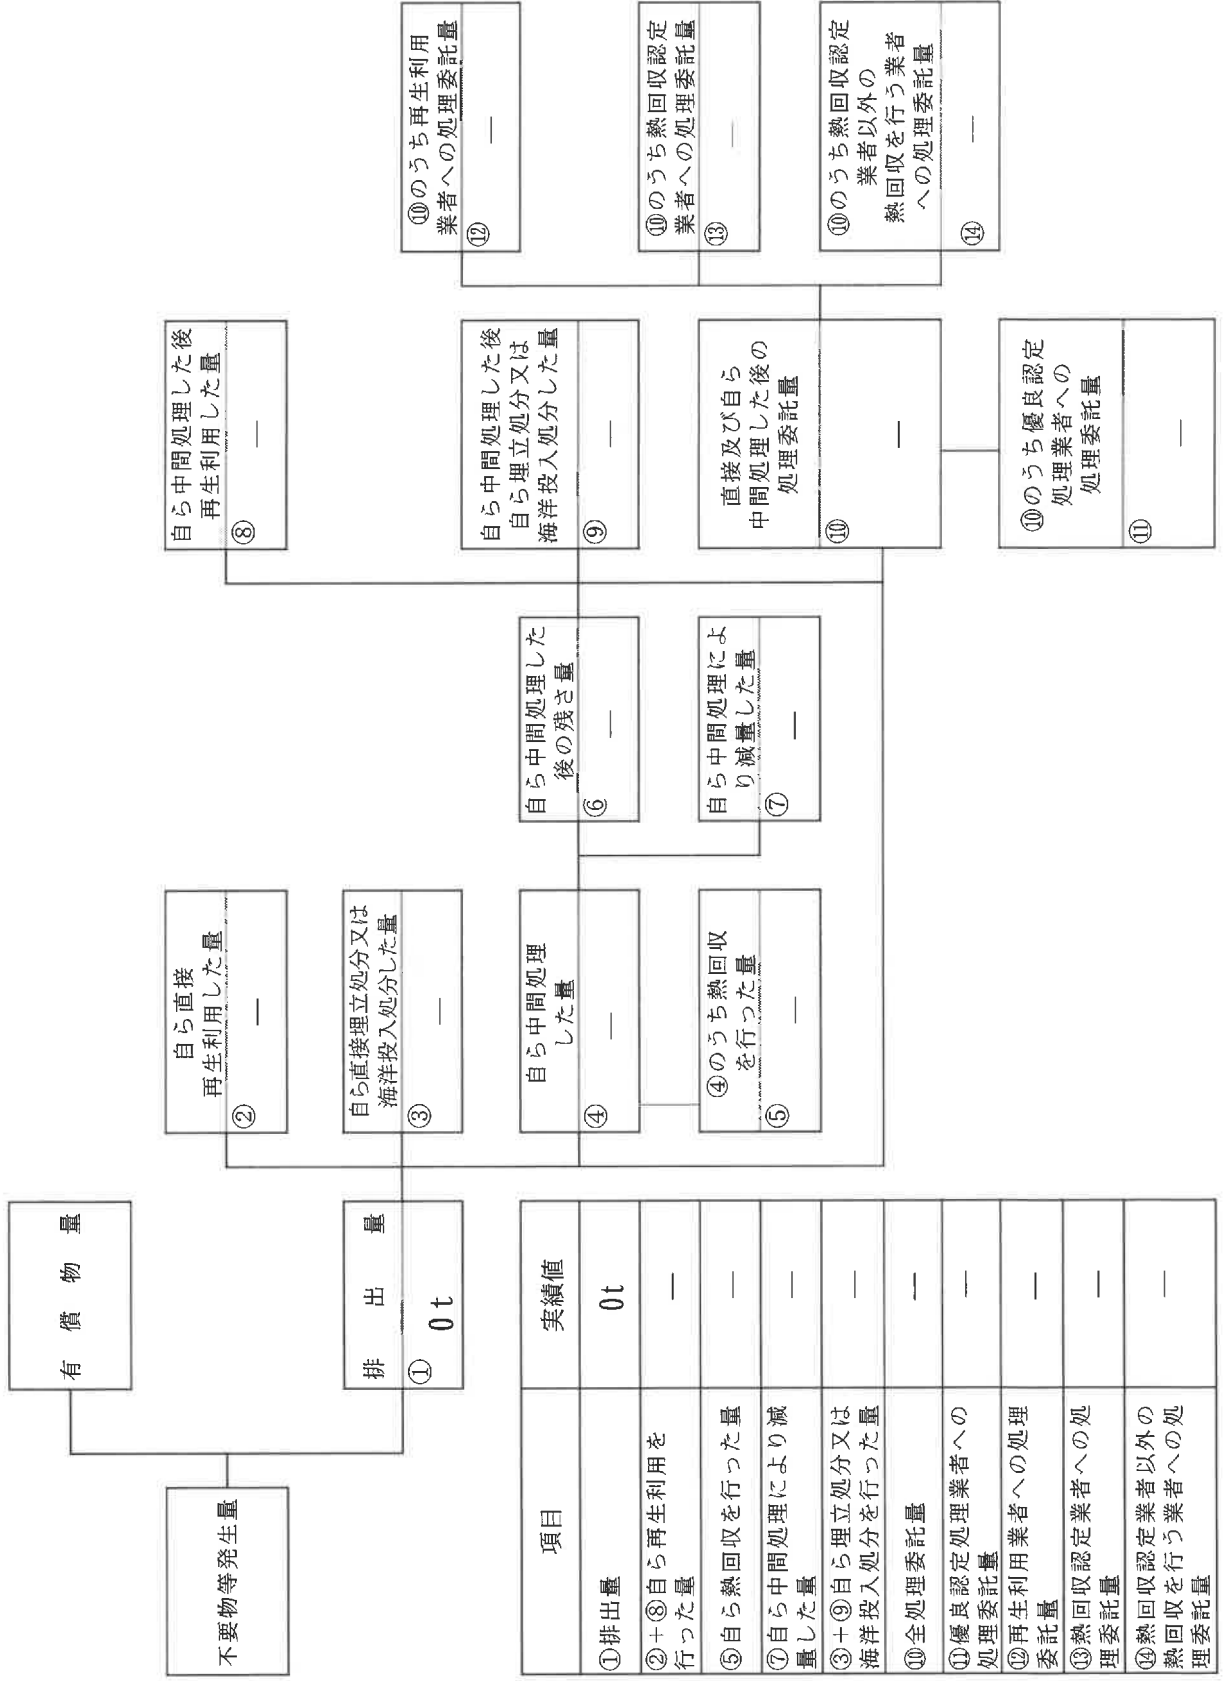 不要物等発生量
有償物量
排出量
①
0t
自ら直接
再生利用した量
②
—
自ら直接埋立処分又は
海洋投入処分した量
③
—
自ら中間処理
した量
④
—
④のうち熱回収
を行った量
⑤
—
自ら中間処理した
後の残さ量
⑥
—
自ら中間処理によ
り減量した量
⑦
—
自ら中間処理した後
再生利用した量
⑧
—
自ら中間処理した後
自ら埋立処分又は
海洋投入処分した量
⑨
—
直接及び自ら
中間処理した後の
処理委託量
⑩
—
⑩のうち優良認定
処理業者への
処理委託量
⑪
—
⑩のうち再生利用
業者への処理委託量
⑫
—
⑩のうち熱回収認定
業者への処理委託量
⑬
—
⑩のうち熱回収認定
業者以外の
熱回収を行う業者
への処理委託量
⑭
—
項目 実績値
①排出量 0t
②+⑧自ら再生利用を
行った量 —
⑤自ら熱回収を行った量 —
⑦自ら中間処理により減
量した量 —
③+⑨自ら埋立処分又は
海洋投入処分を行った量 —
⑩全処理委託量 —
⑪優良認定処理業者への
処理委託量 —
⑫再生利用業者への処理
委託量 —
⑬熱回収認定業者への処
理委託量 —
⑭熱回収認定業者以外の
熱回収を行う業者への処
理委託量 —